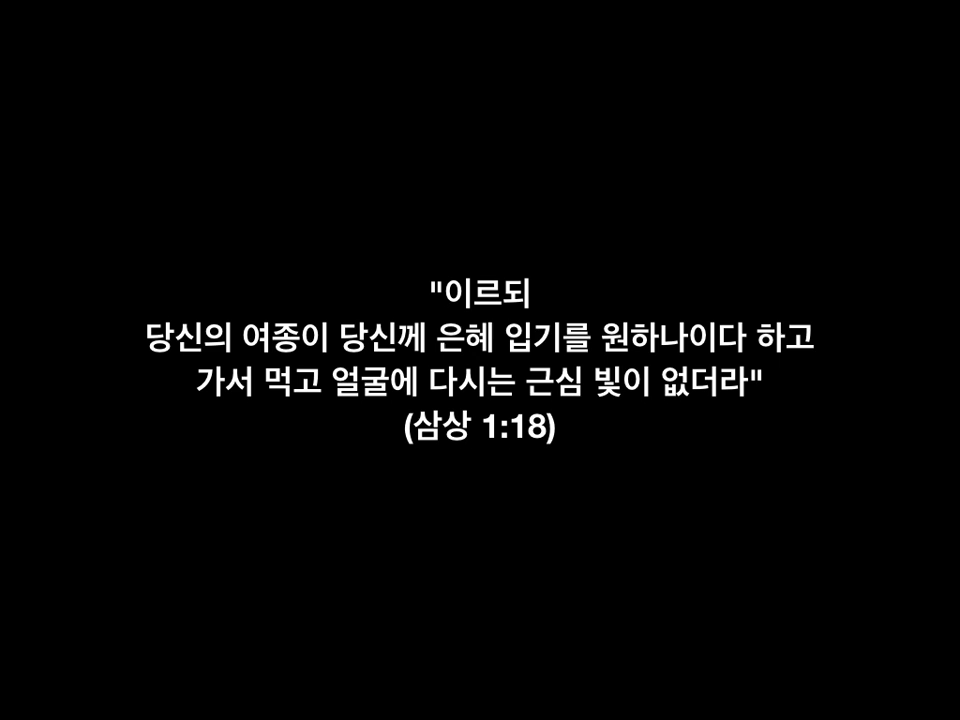 "이르되
당신의 여종이 당신께 은혜 입기를 원하나이다 하고
가서 먹고 얼굴에 다시는 근심 빛이 없더라"
(삼상 1:18)